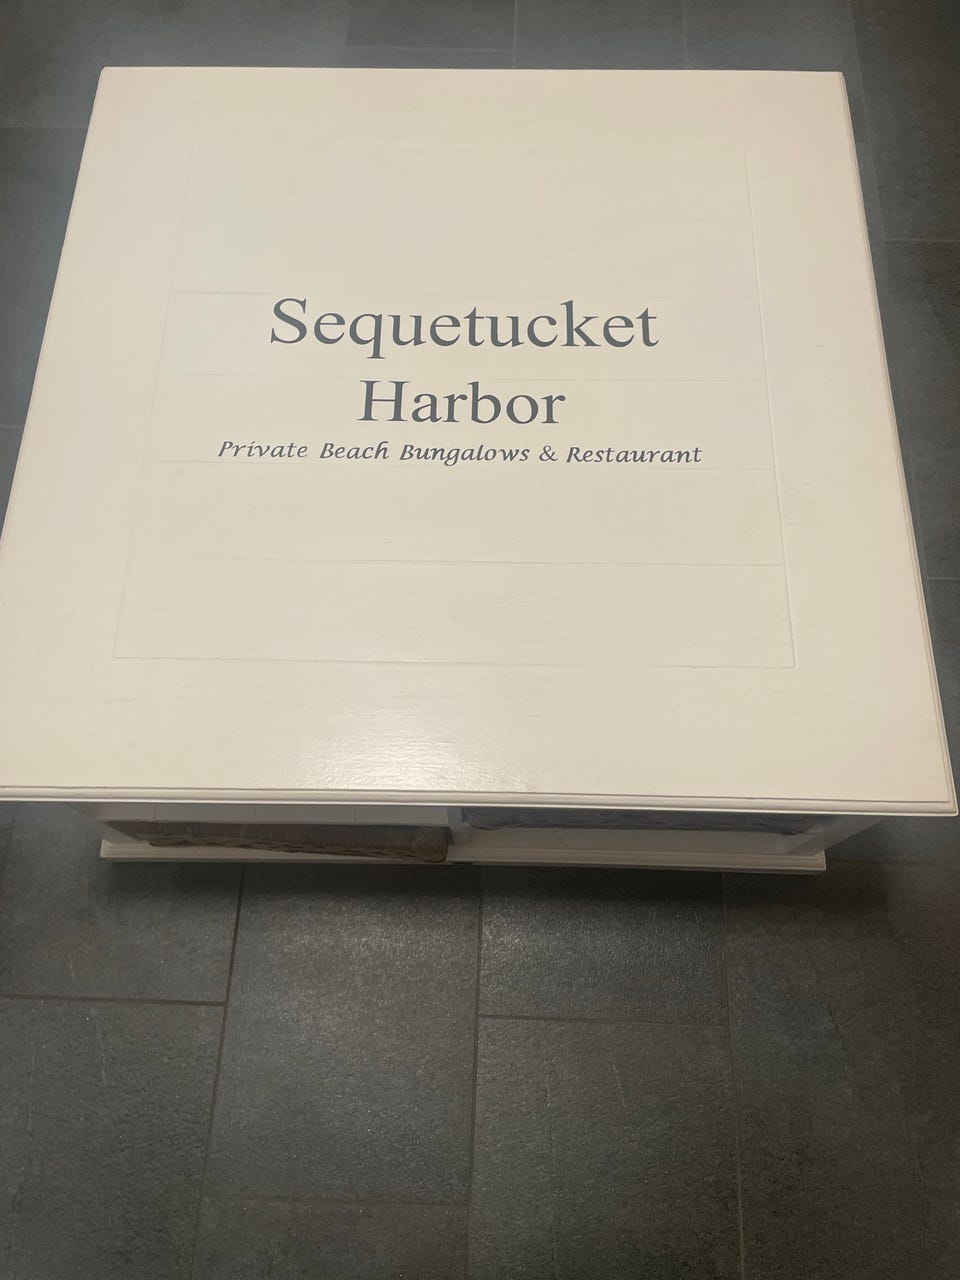 Sequetucket
Harbor
Private Beach Bungalows & Restaurant